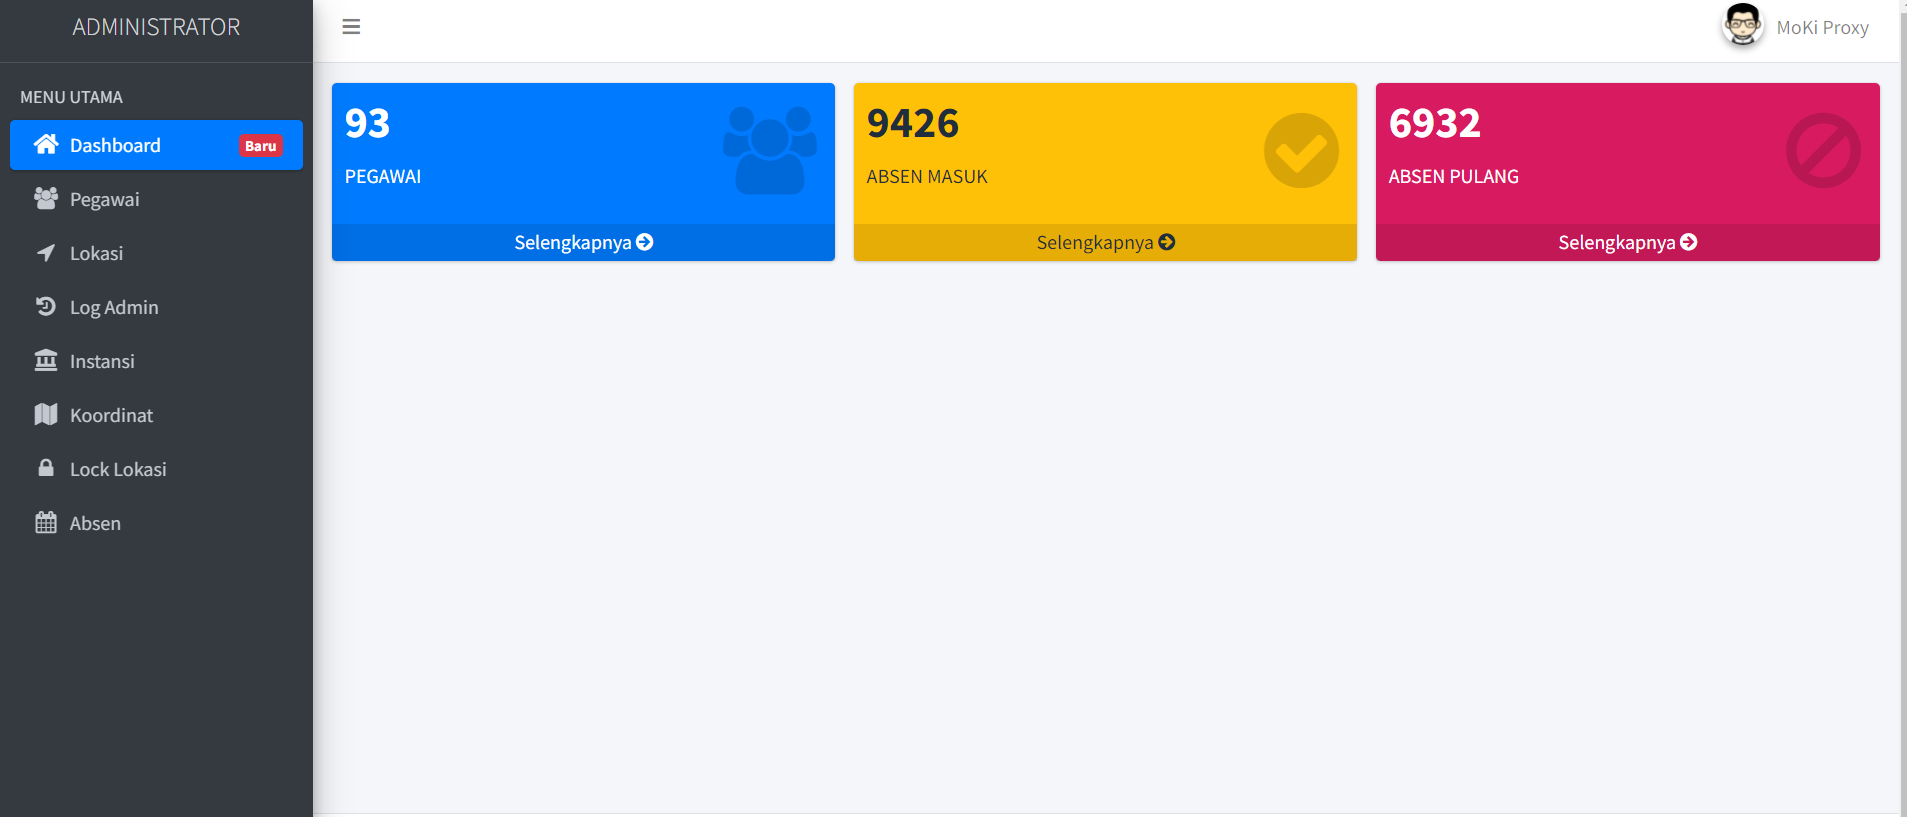 ADMINISTRATOR
MoKi Proxy
MENU UTAMA
Dashboard Baru
Pegawai
Lokasi
Log Admin
Instansi
Koordinat
Lock Lokasi
Absen
93
PEGAWAI
Selengkapnya
9426
ABSEN MASUK
Selengkapnya
6932
ABSEN PULANG
Selengkapnya